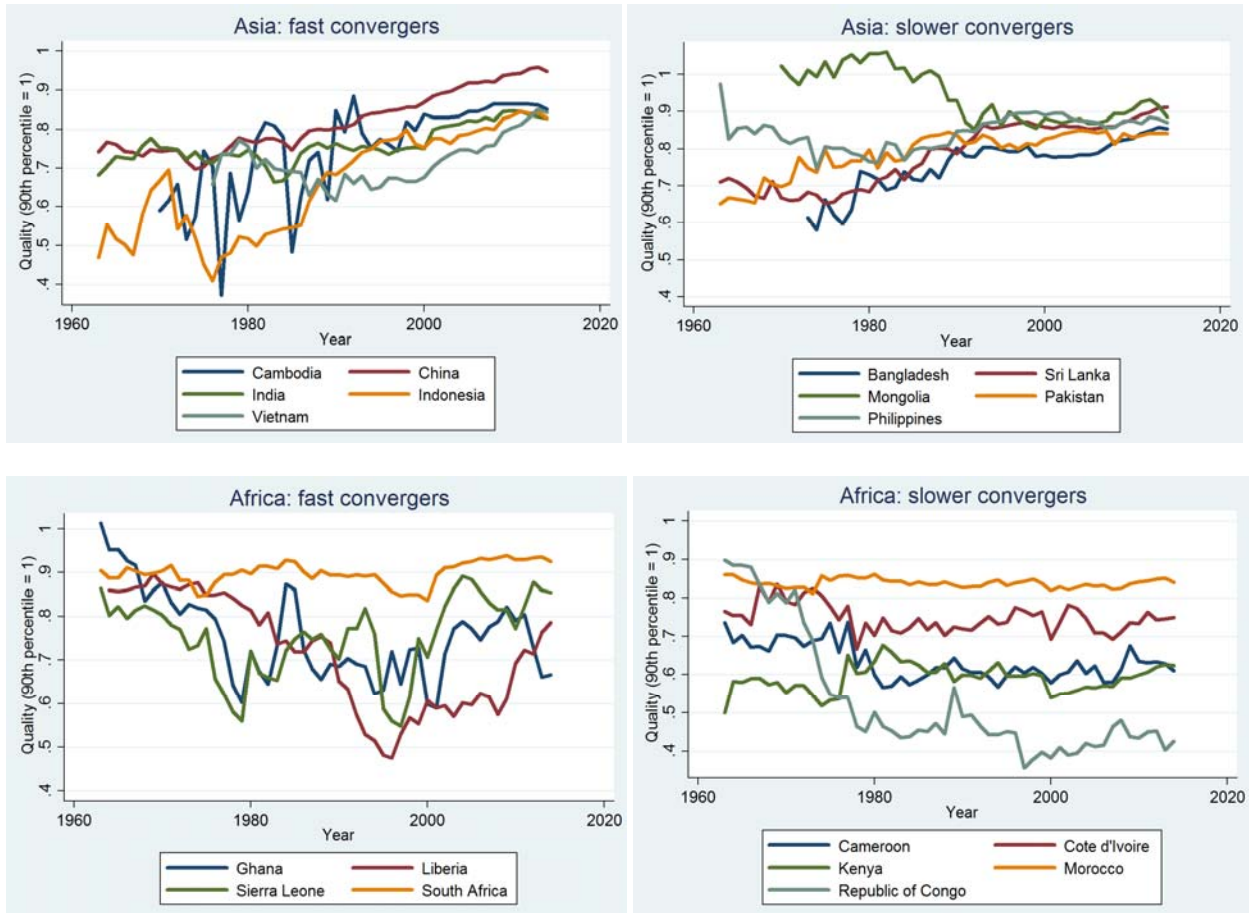 Asia: fast convergers
Quality (90th percentile = 1)
1
.9
.8
.7
.6
.5
.4
1960 1980 2000 2020
Year
Cambodia China
India Indonesia
Vietnam
Asia: slower convergers
Quality (90th percentile = 1)
1
.9
.8
.7
.6
.5
.4
1960 1980 2000 2020
Year
Bangladesh Sri Lanka
Mongolia Pakistan
Philippines
Africa: fast convergers
Quality (90th percentile = 1)
1
.9
.8
.7
.6
.5
.4
1960 1980 2000 2020
Year
Ghana Liberia
Sierra Leone South Africa
Africa: slower convergers
Quality (90th percentile = 1)
1
.9
.8
.7
.6
.5
.4
1960 1980 2000 2020
Year
Cameroon Cote d'Ivoire
Kenya Morocco
Republic of Congo